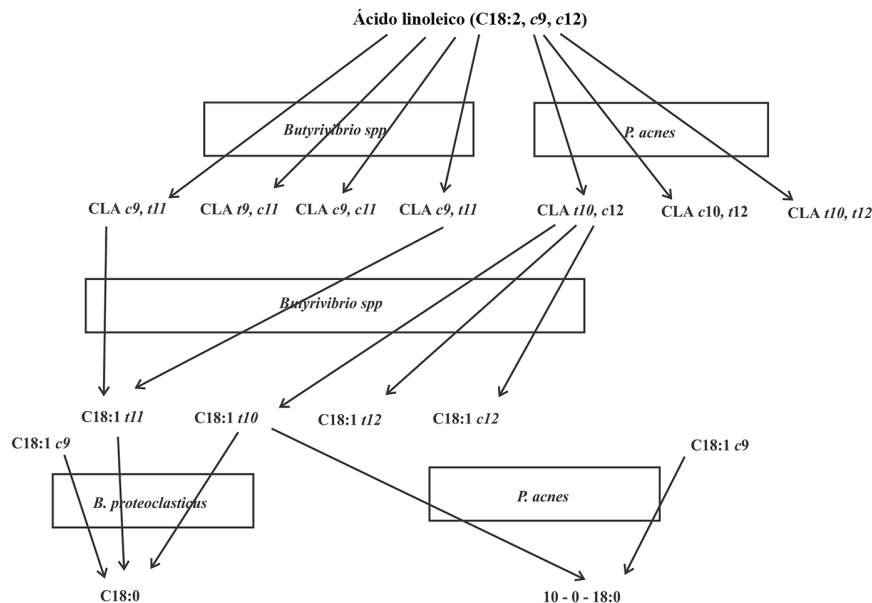 Ácido linoleico (C18:2, c9, c12)
Butyrivibrio spp
P. acnes
CLA c9, t11
CLA t9, c11
CLA c9, c11
CLA c9, t11
CLA t10, c12
CLA c10, t12
CLA t10, t12
Butyrivibrio spp
C18:1 t11
C18:1 t10
C18:1 t12
C18:1 c12
C18:1 c9
C18:1 c9
B. proteoclasticus
P. acnes
C18:0
10 - 0 - 18:0